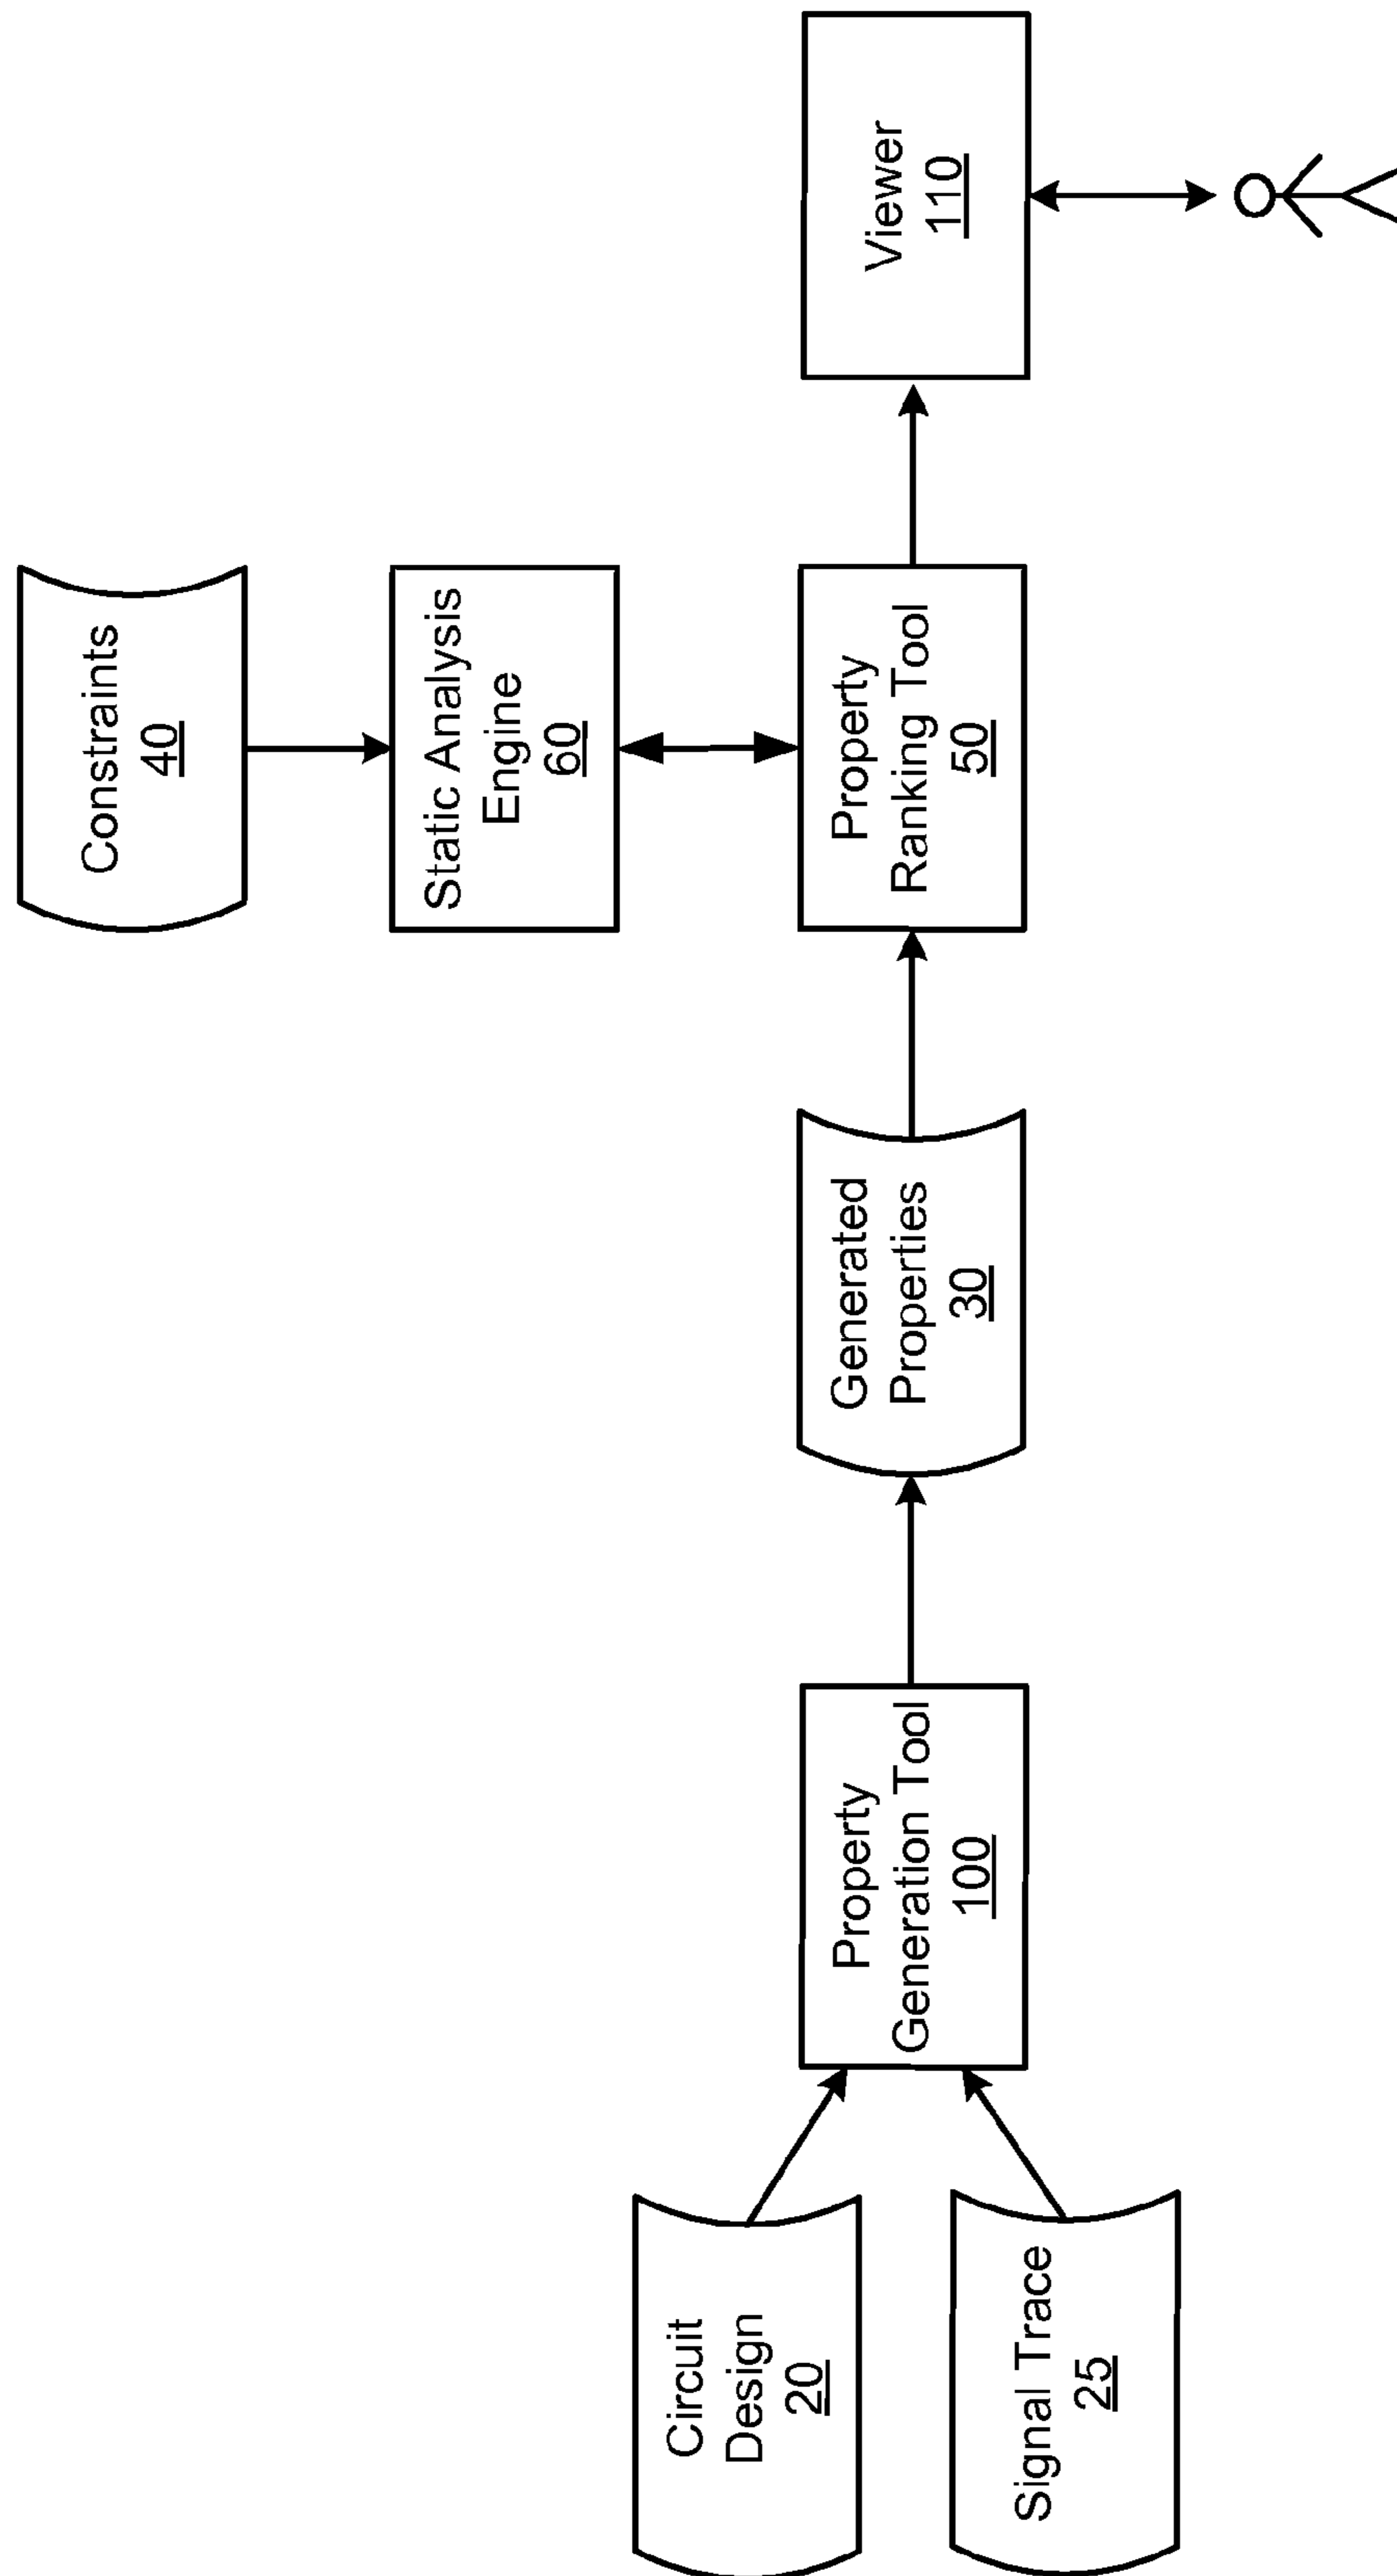 Constraints
40
Static Analysis
Engine
60
Circuit
Design
20
Signal Trace
25
Property
Generation Tool
100
Generated
Properties
30
Property
Ranking Tool
50
Viewer
110